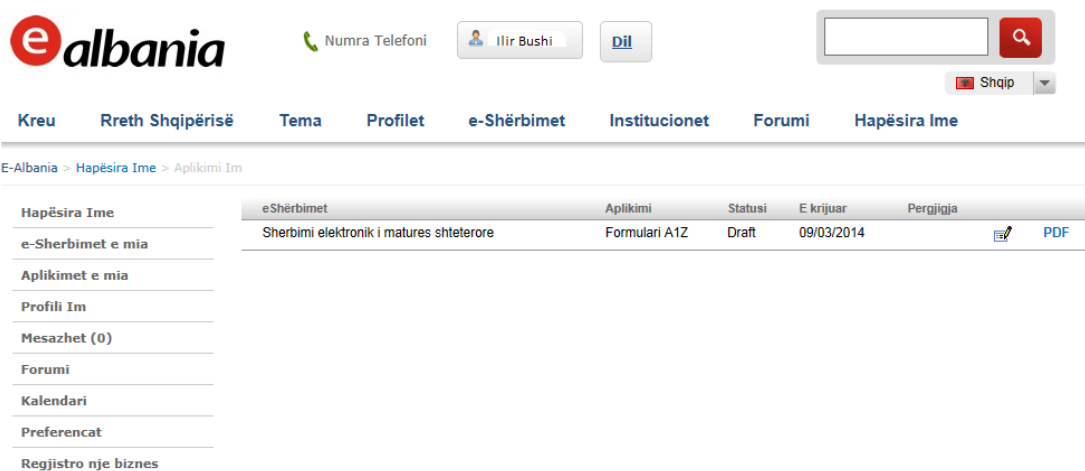 e albania
Numra Telefoni
Ilir Bushi
Dil
Shqip
Kreu Rreth Shqipërisë Tema Profilet e-Shërbimet Institucionet Forumi Hapësira Ime
E-Albania > Hapësira Ime > Aplikimi Im
Hapësira Ime
e-Sherbimet e mia
Aplikimet e mia
Profili Im
Mesazhet (0)
Forumi
Kalendari
Preferencat
Regjistro nje biznes
eShërbimet Aplikimi Statusi E krijuar Pergjigja
Sherbimi elektronik i matures shteterore Formulari A1Z Draft 09/03/2014 PDF